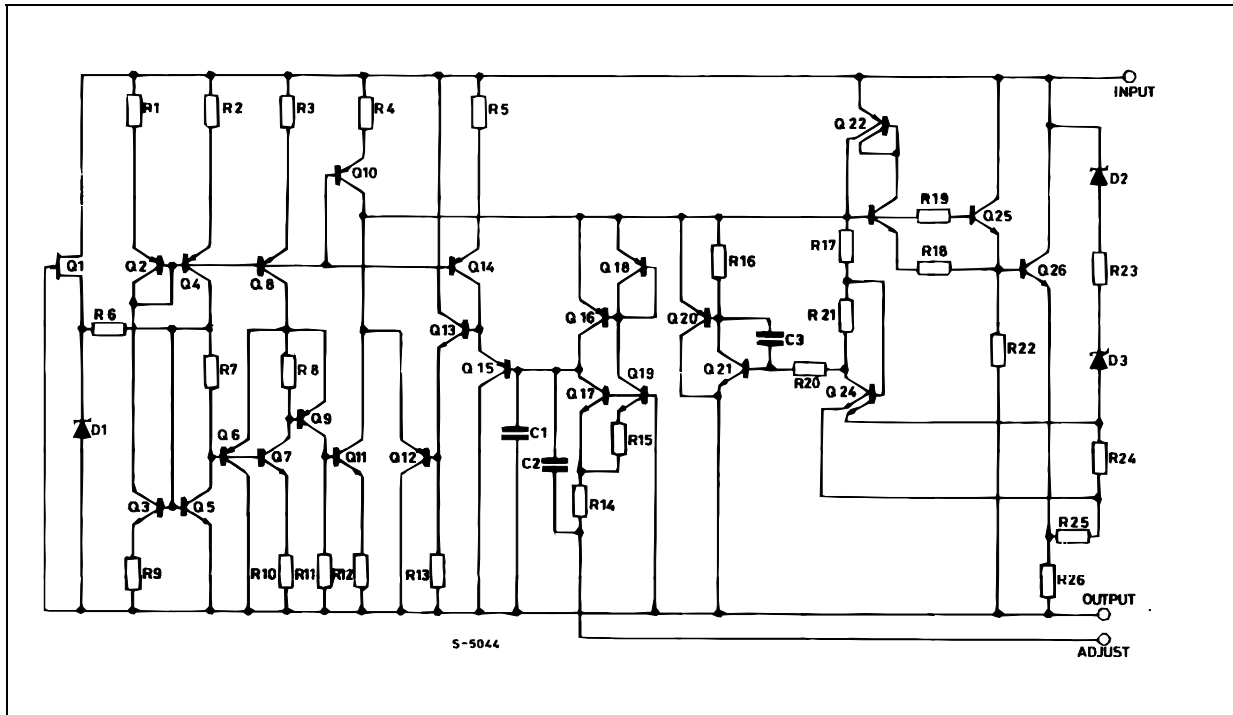 INPUT
R1
R2
R3
R4
R5
Q22
Q10
D2
R19
Q25
R17
R18
Q1
Q2
Q4
Q8
Q14
Q18
R16
Q26
R23
R6
Q13
Q16
Q20
C3
R21
R7
R8
Q15
Q21
R20
R22
D3
Q19
Q24
Q17
D1
Q6
Q9
C1
R15
Q7
Q11
Q12
C2
R24
Q3
Q5
R14
R25
R9
R10
R11
R12
R13
R26
OUTPUT
S-5044
ADJUST